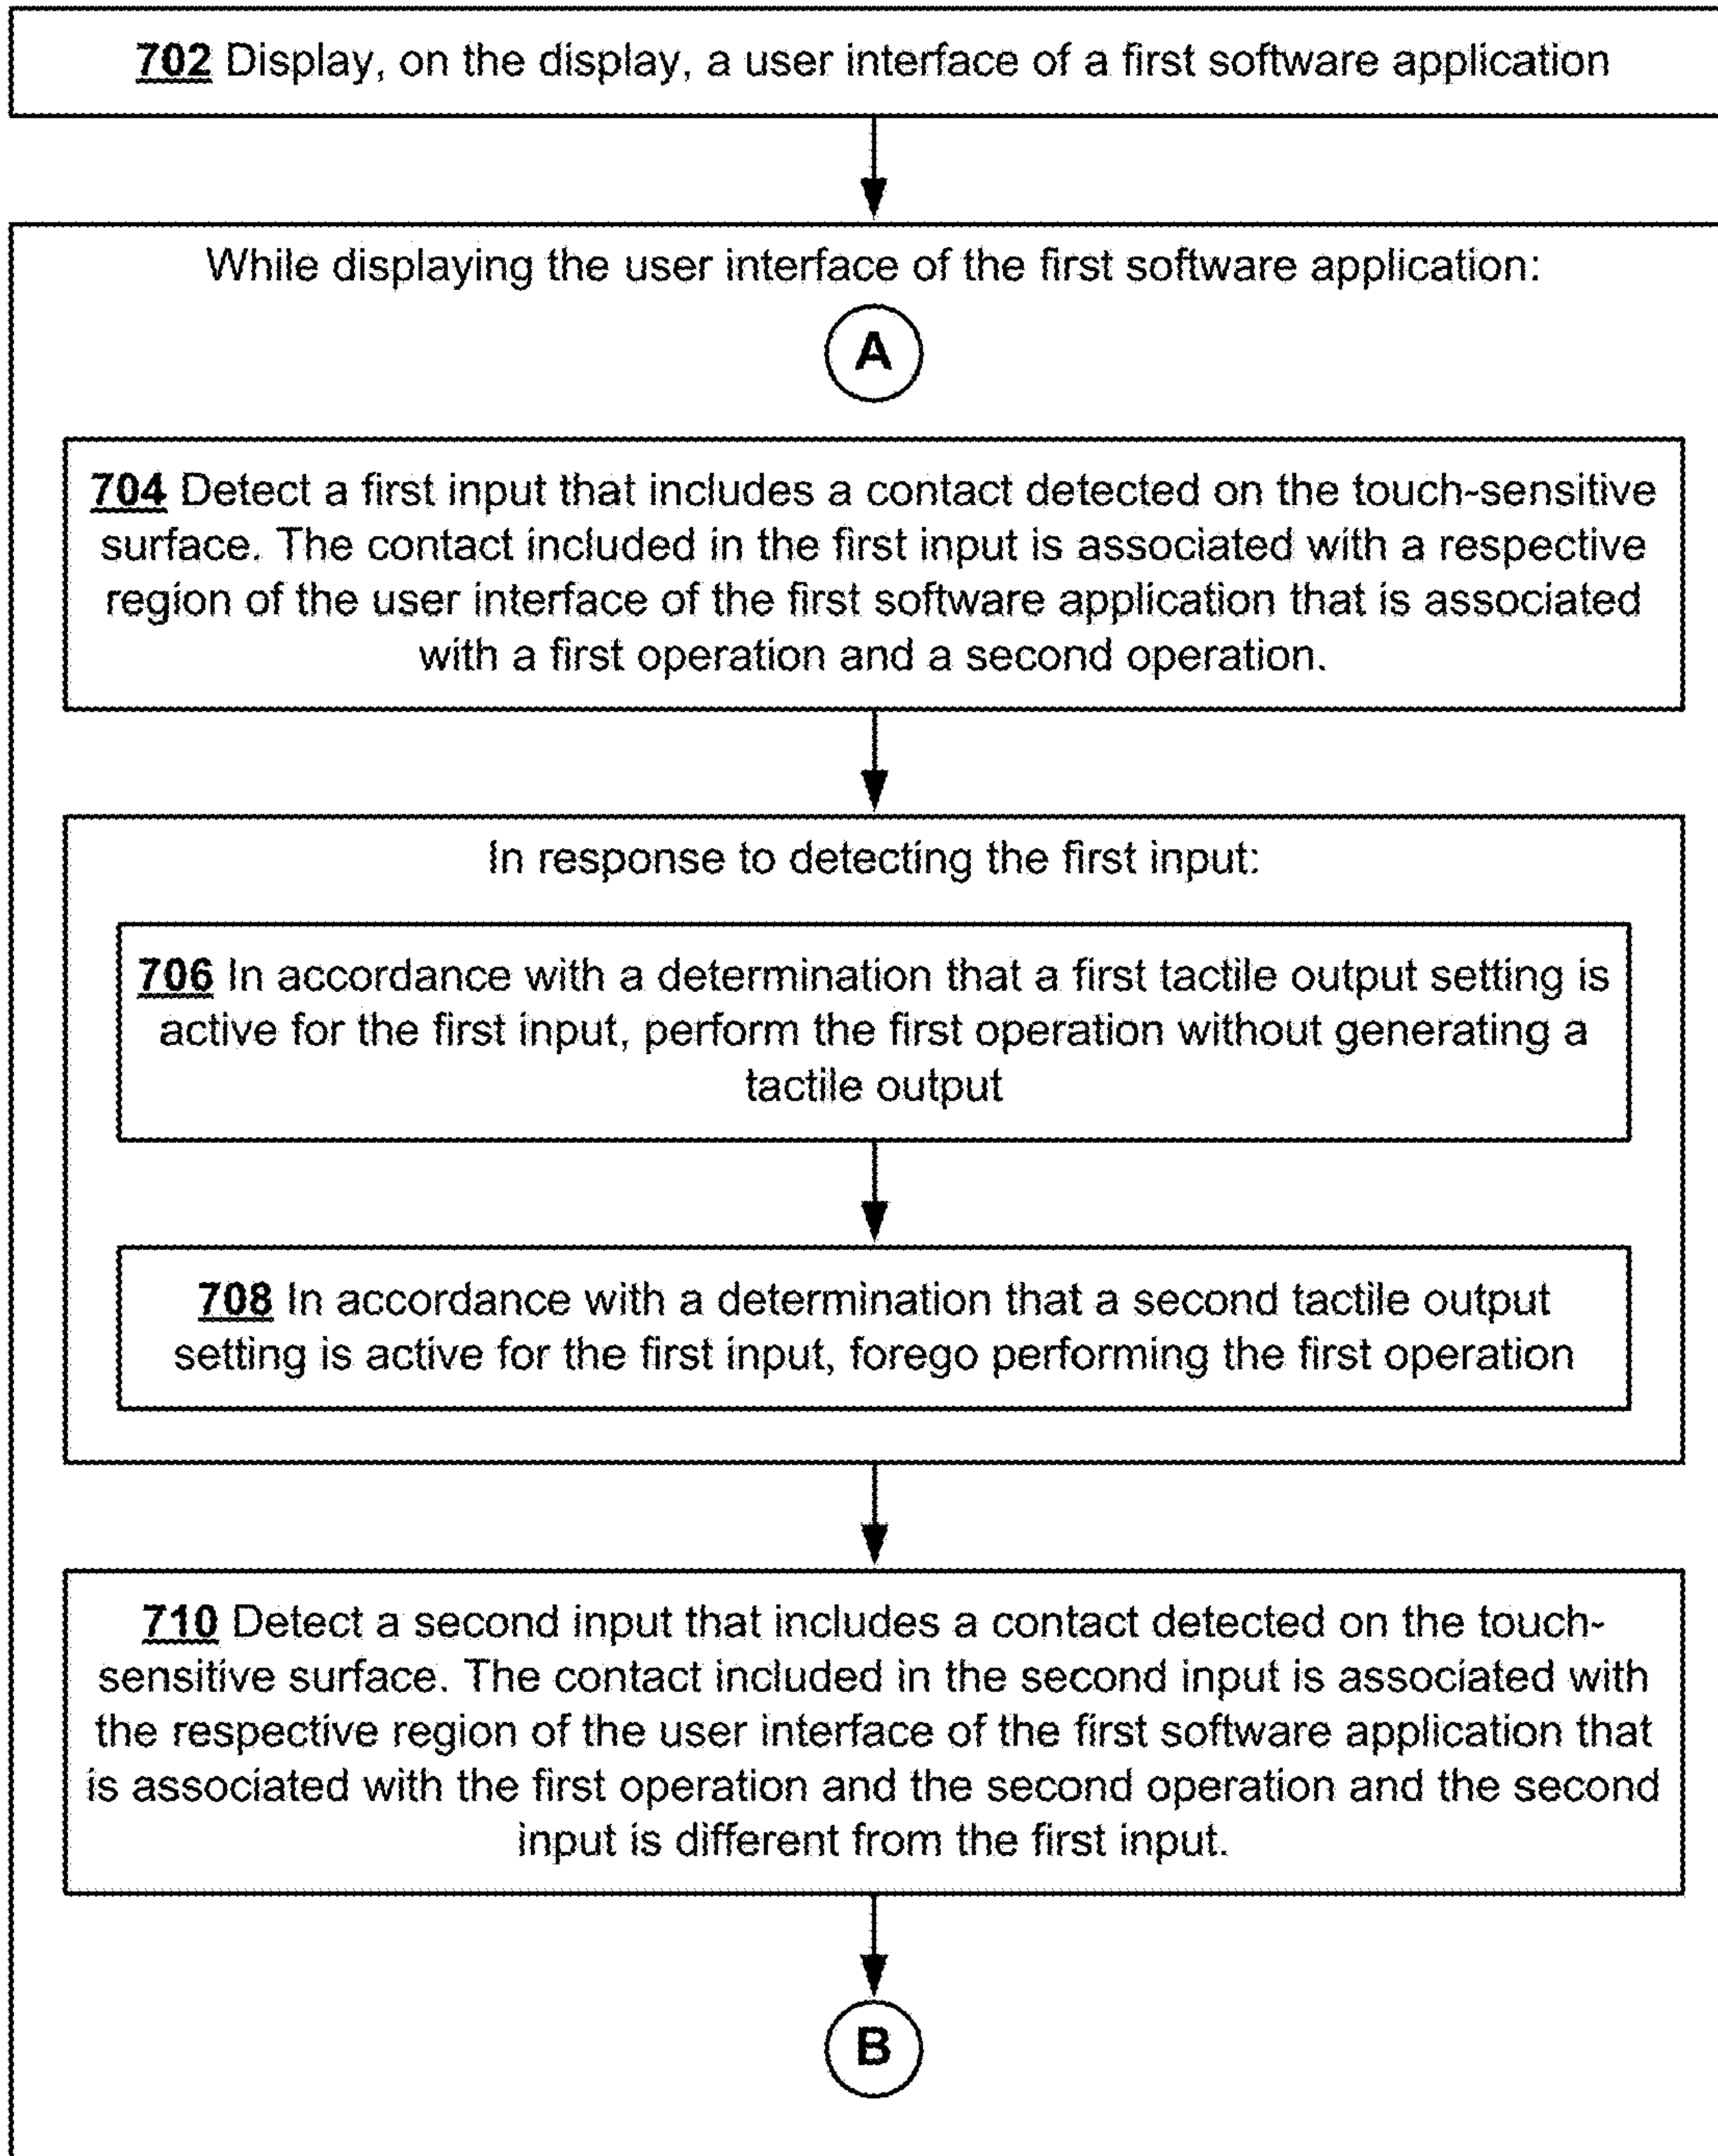 702 Display, on the display, a user interface of a first software application
While displaying the user interface of the first software application:
A
704 Detect a first input that includes a contact detected on the touch-sensitive
surface. The contact included in the first input is associated with a respective
region of the user interface of the first software application that is associated
with a first operation and a second operation.
In response to detecting the first input:
706 In accordance with a determination that a first tactile output setting is
active for the first input, perform the first operation without generating a
tactile output
708 In accordance with a determination that a second tactile output
setting is active for the first input, forego performing the first operation
710 Detect a second input that includes a contact detected on the touch-
sensitive surface. The contact included in the second input is associated with
the respective region of the user interface of the first software application that
is associated with the first operation and the second operation and the second
input is different from the first input.
B